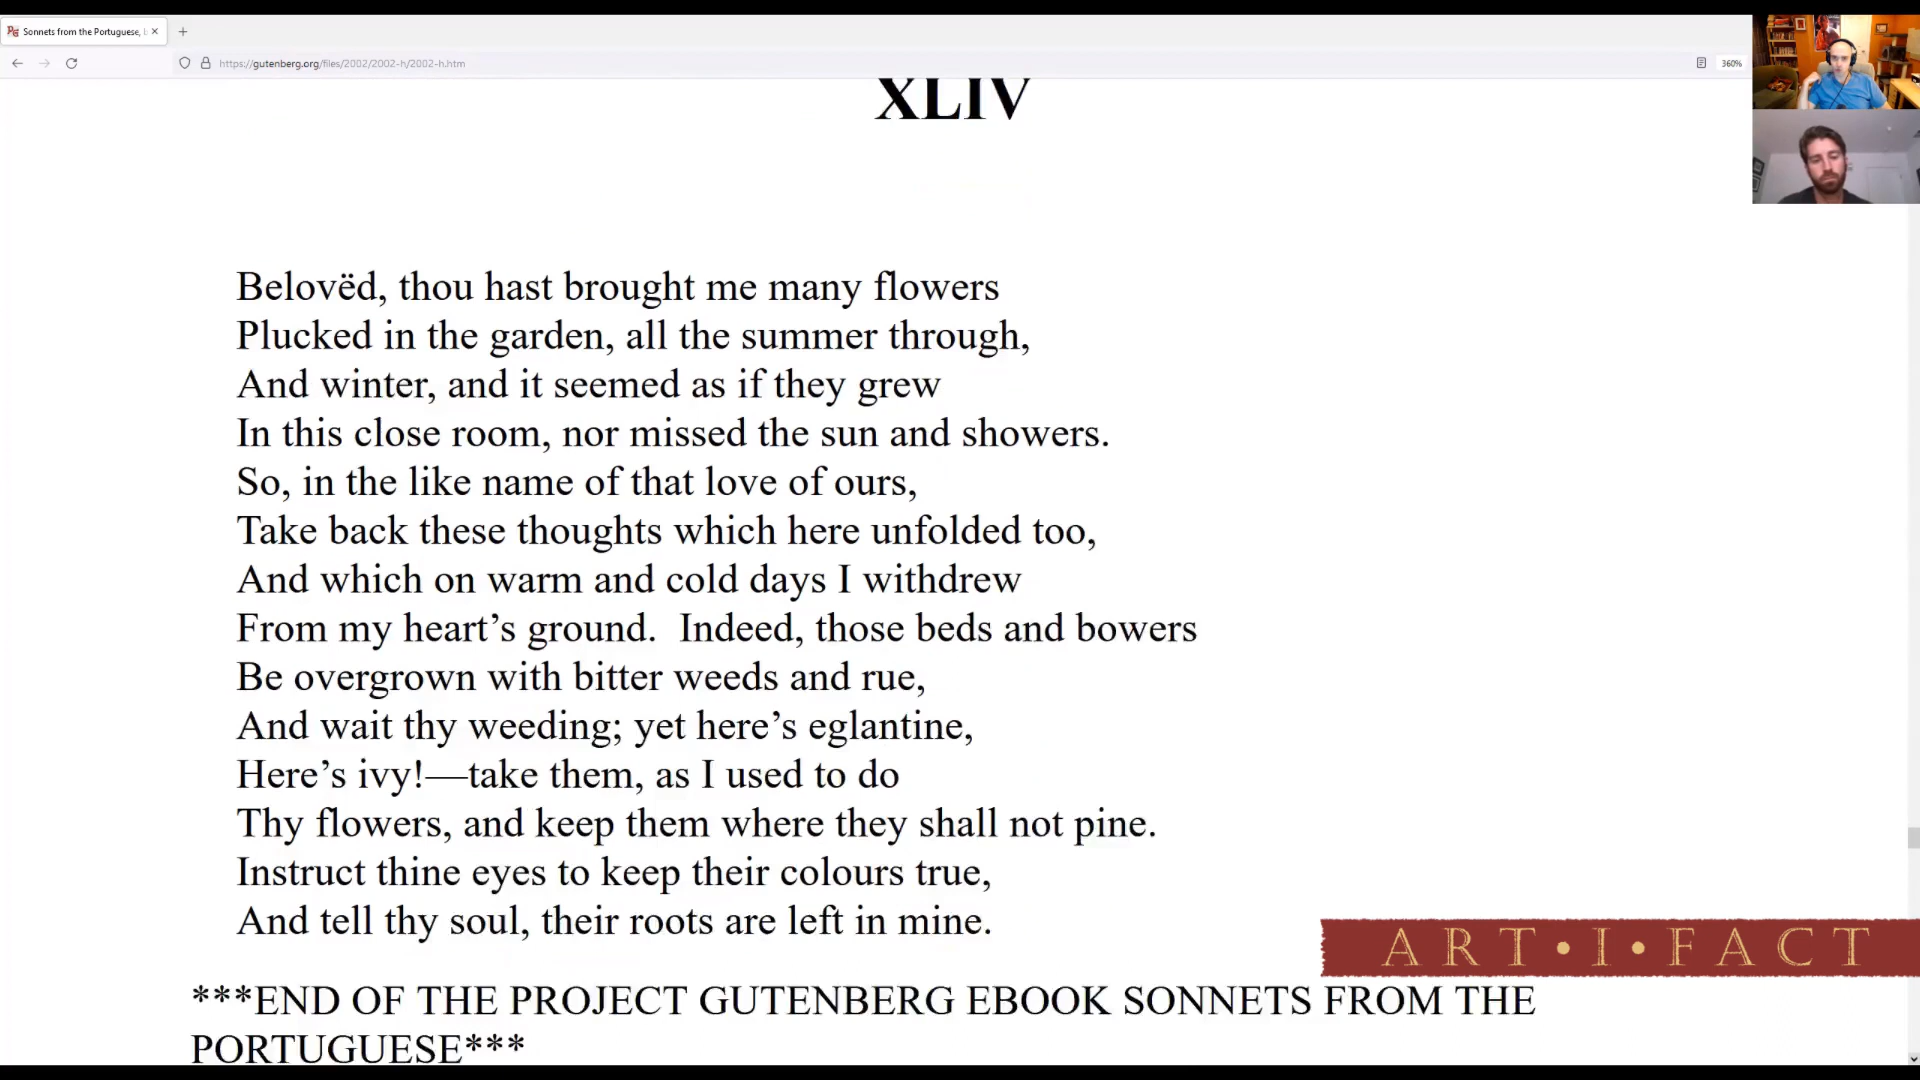 Sonnets from the Portuguese,
https://gutenberg.org/files/2002/2002-h/2002-h.htm
360%
XLIV
Belovëd, thou hast brought me many flowers
Plucked in the garden, all the summer through,
And winter, and it seemed as if they grew
In this close room, nor missed the sun and showers.
So, in the like name of that love of ours,
Take back these thoughts which here unfolded too,
And which on warm and cold days I withdrew
From my heart’s ground.  Indeed, those beds and bowers
Be overgrown with bitter weeds and rue,
And wait thy weeding; yet here’s eglantine,
Here’s ivy!—take them, as I used to do
Thy flowers, and keep them where they shall not pine.
Instruct thine eyes to keep their colours true,
And tell thy soul, their roots are left in mine.
ART•I•FACT
***END OF THE PROJECT GUTENBERG EBOOK SONNETS FROM THE
PORTUGUESE***